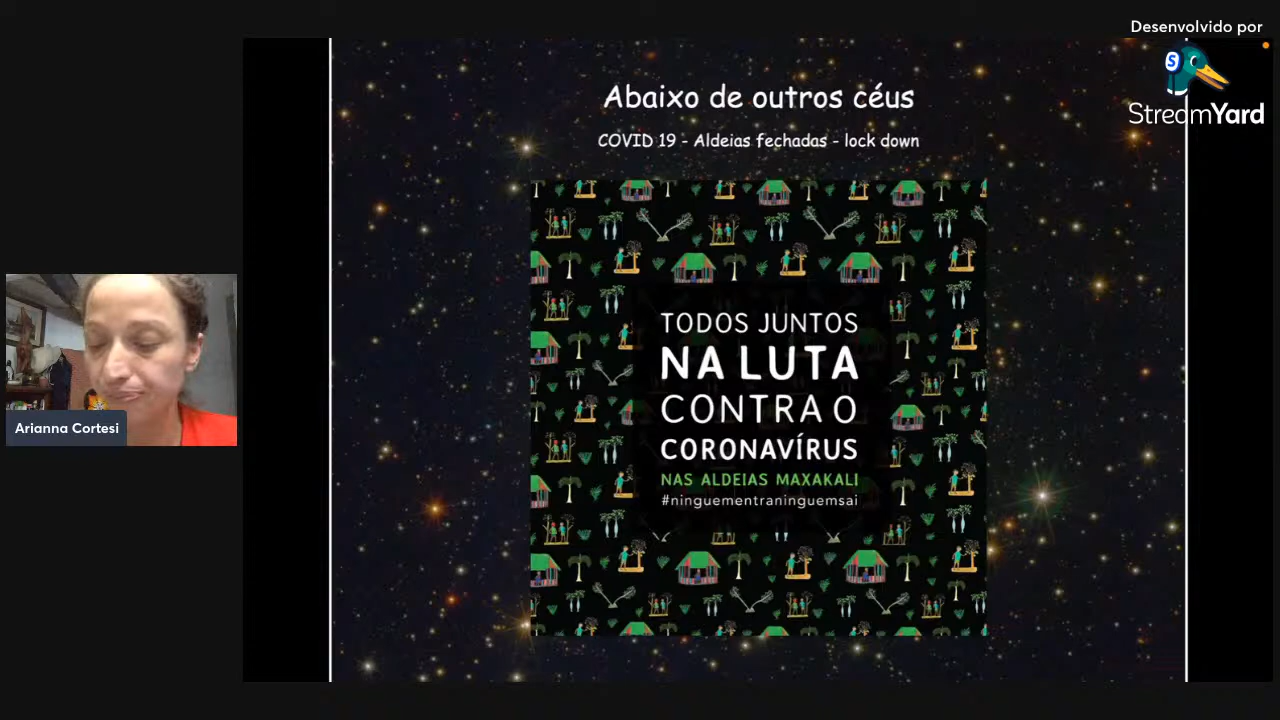 Desenvolvido por
StreamYard
Abaixo de outros céus
COVID 19 - Aldeias fechadas - lock down
TODOS JUNTOS
NA LUTA
CONTRA O
CORONAVÍRUS
NAS ALDEIAS MAXAKALI
#ninguementraninguemsai
Arianna Cortesi